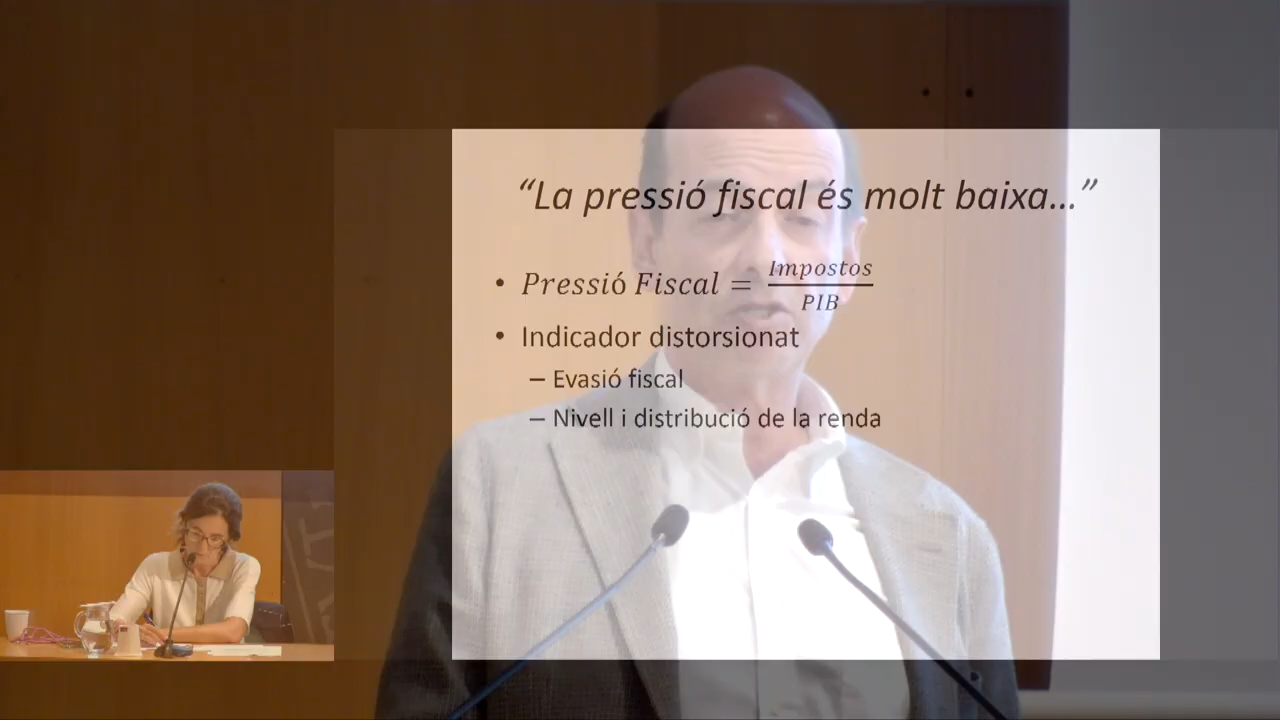 “La pressió fiscal és molt baixa…”
• Pressió Fiscal = Impostos / PIB
• Indicador distorsionat
– Evasió fiscal
– Nivell i distribució de la renda